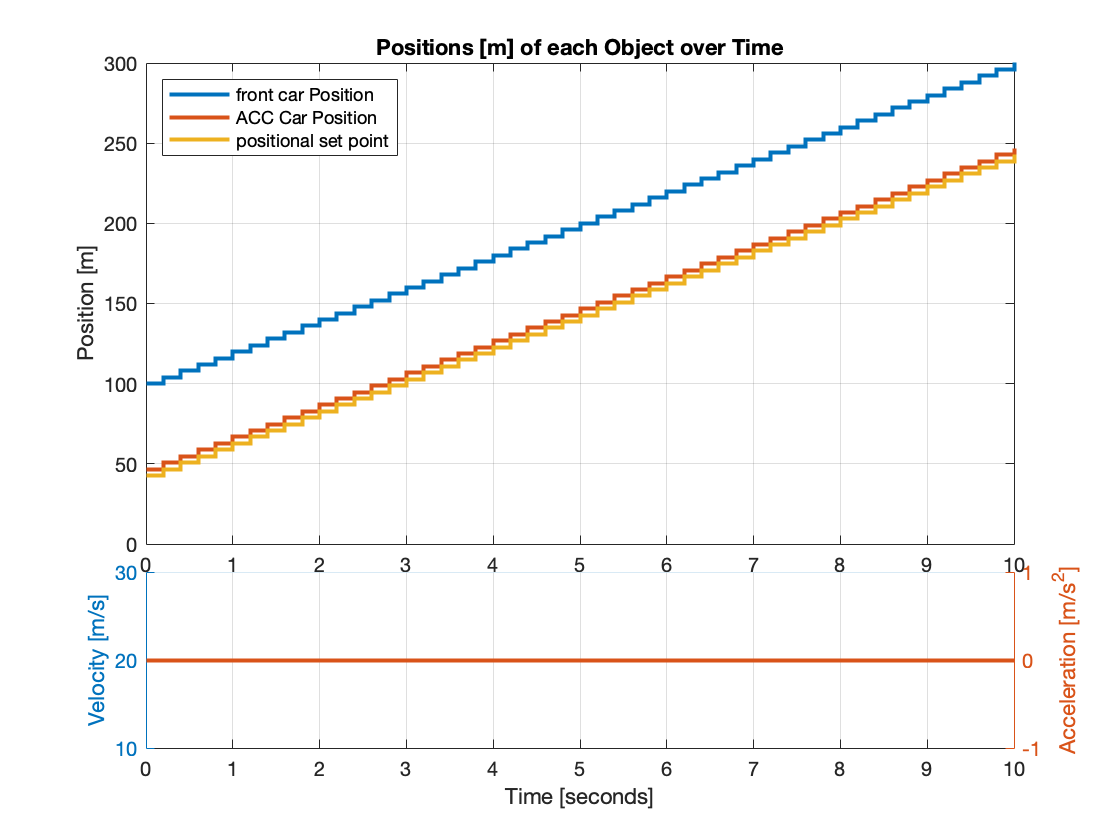 Positions [m] of each Object over Time
300
250
200
150
100
50
0
Position [m]
front car Position
ACC Car Position
positional set point
0 1 2 3 4 5 6 7 8 9 10
30
20
10
Velocity [m/s]
1
0
-1
Acceleration [m/s²]
0 1 2 3 4 5 6 7 8 9 10
Time [seconds]